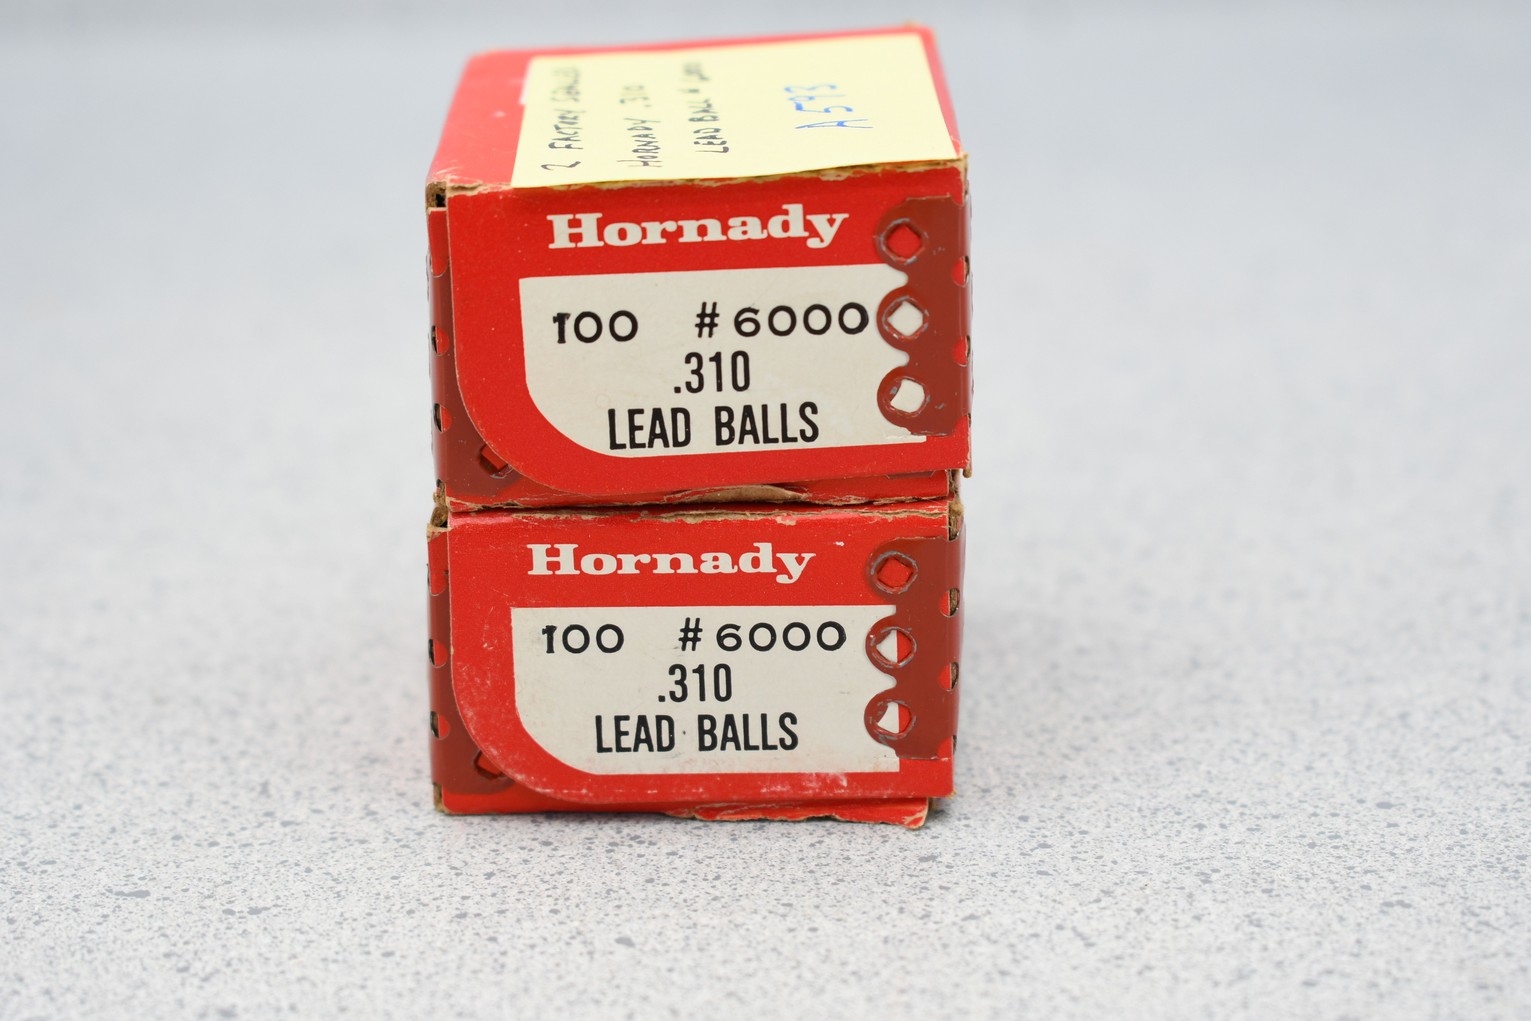 2 FACTORY SEALED
HORNADY .310
LEAD BALL #
A593
Hornady
100 #6000
.310
LEAD BALLS
Hornady
100 #6000
.310
LEAD BALLS